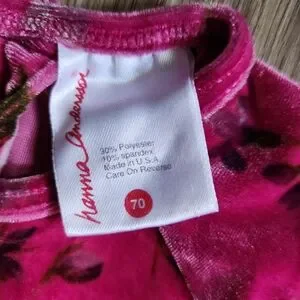 hanna andersson
90% Polyester
10% spandex
Made in U.S.A
Care On Reverse
70